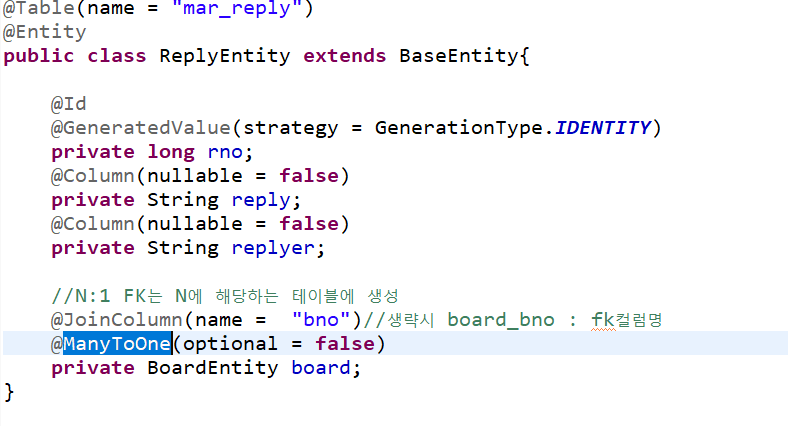 @Table(name = "mar_reply")
@Entity
public class ReplyEntity extends BaseEntity{
@Id
@GeneratedValue(strategy = GenerationType.IDENTITY)
private long rno;
@Column(nullable = false)
private String reply;
@Column(nullable = false)
private String replyer;
//N:1 FK는 N에 해당하는 테이블에 생성
@JoinColumn(name =  "bno")//생략시 board_bno : fk컬럼명
@ManyToOne(optional = false)
private BoardEntity board;
}